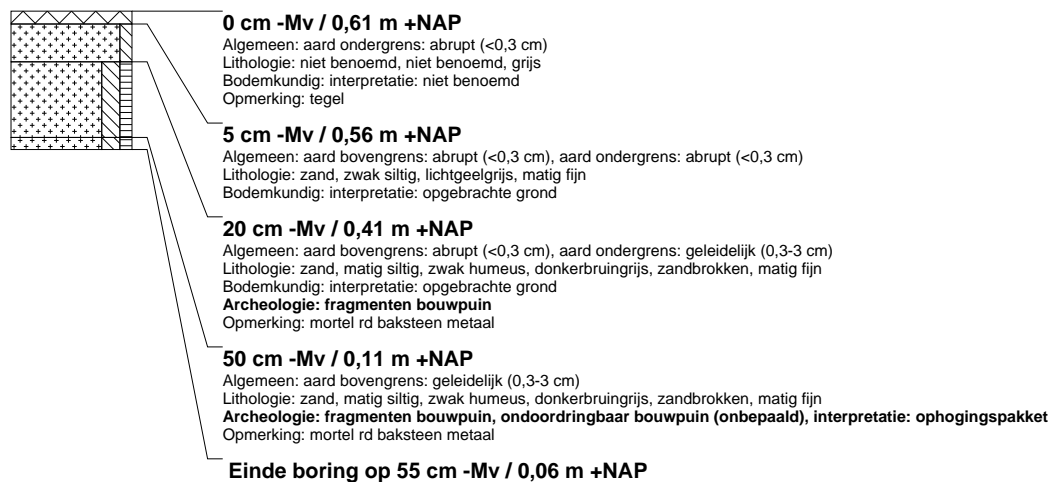 0 cm -Mv / 0,61 m +NAP
Algemeen: aard ondergrens: abrupt (<0,3 cm)
Lithologie: niet benoemd, niet benoemd, grijs
Bodemkundig: interpretatie: niet benoemd
Opmerking: tegel
5 cm -Mv / 0,56 m +NAP
Algemeen: aard bovengrens: abrupt (<0,3 cm), aard ondergrens: abrupt (<0,3 cm)
Lithologie: zand, zwak siltig, lichtgeelgrijs, matig fijn
Bodemkundig: interpretatie: opgebrachte grond
20 cm -Mv / 0,41 m +NAP
Algemeen: aard bovengrens: abrupt (<0,3 cm), aard ondergrens: geleidelijk (0,3-3 cm)
Lithologie: zand, matig siltig, zwak humeus, donkerbruingrijs, zandbrokken, matig fijn
Bodemkundig: interpretatie: opgebrachte grond
Archeologie: fragmenten bouwpuin
Opmerking: mortel rd baksteen metaal
50 cm -Mv / 0,11 m +NAP
Algemeen: aard bovengrens: geleidelijk (0,3-3 cm)
Lithologie: zand, matig siltig, zwak humeus, donkerbruingrijs, zandbrokken, matig fijn
Archeologie: fragmenten bouwpuin, ondoordringbaar bouwpuin (onbepaald), interpretatie: ophogingspakket
Opmerking: mortel rd baksteen metaal
Einde boring op 55 cm -Mv / 0,06 m +NAP